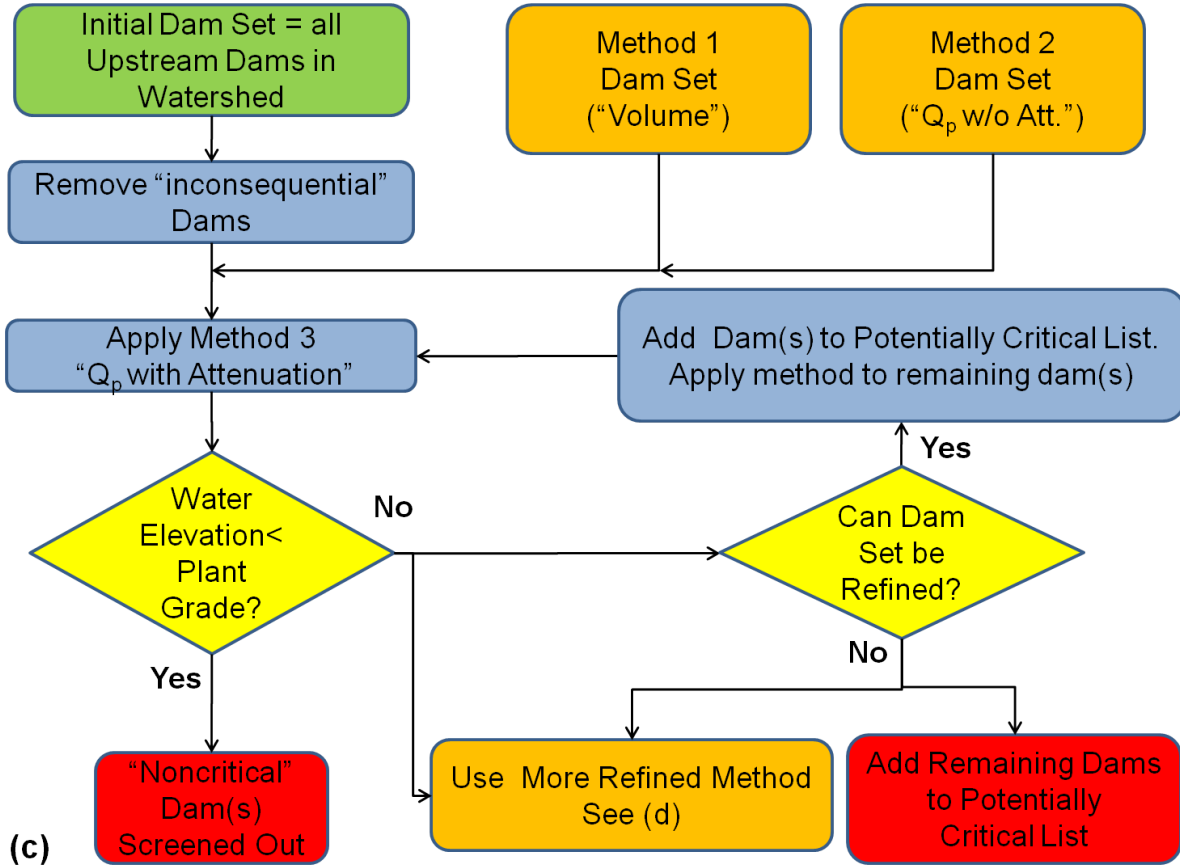 Initial Dam Set = all
Upstream Dams in
Watershed
Method 1
Dam Set
(“Volume”)
Method 2
Dam Set
(“Qp w/o Att.”)
Remove “inconsequential”
Dams
Apply Method 3
“Qp with Attenuation”
Add Dam(s) to Potentially Critical List.
Apply method to remaining dam(s)
Yes
Water
Elevation<
Plant
Grade?
No
Can Dam
Set be
Refined?
Yes
No
“Noncritical”
Dam(s)
Screened Out
Use More Refined Method
See (d)
Add Remaining Dams
to Potentially
Critical List
(c)